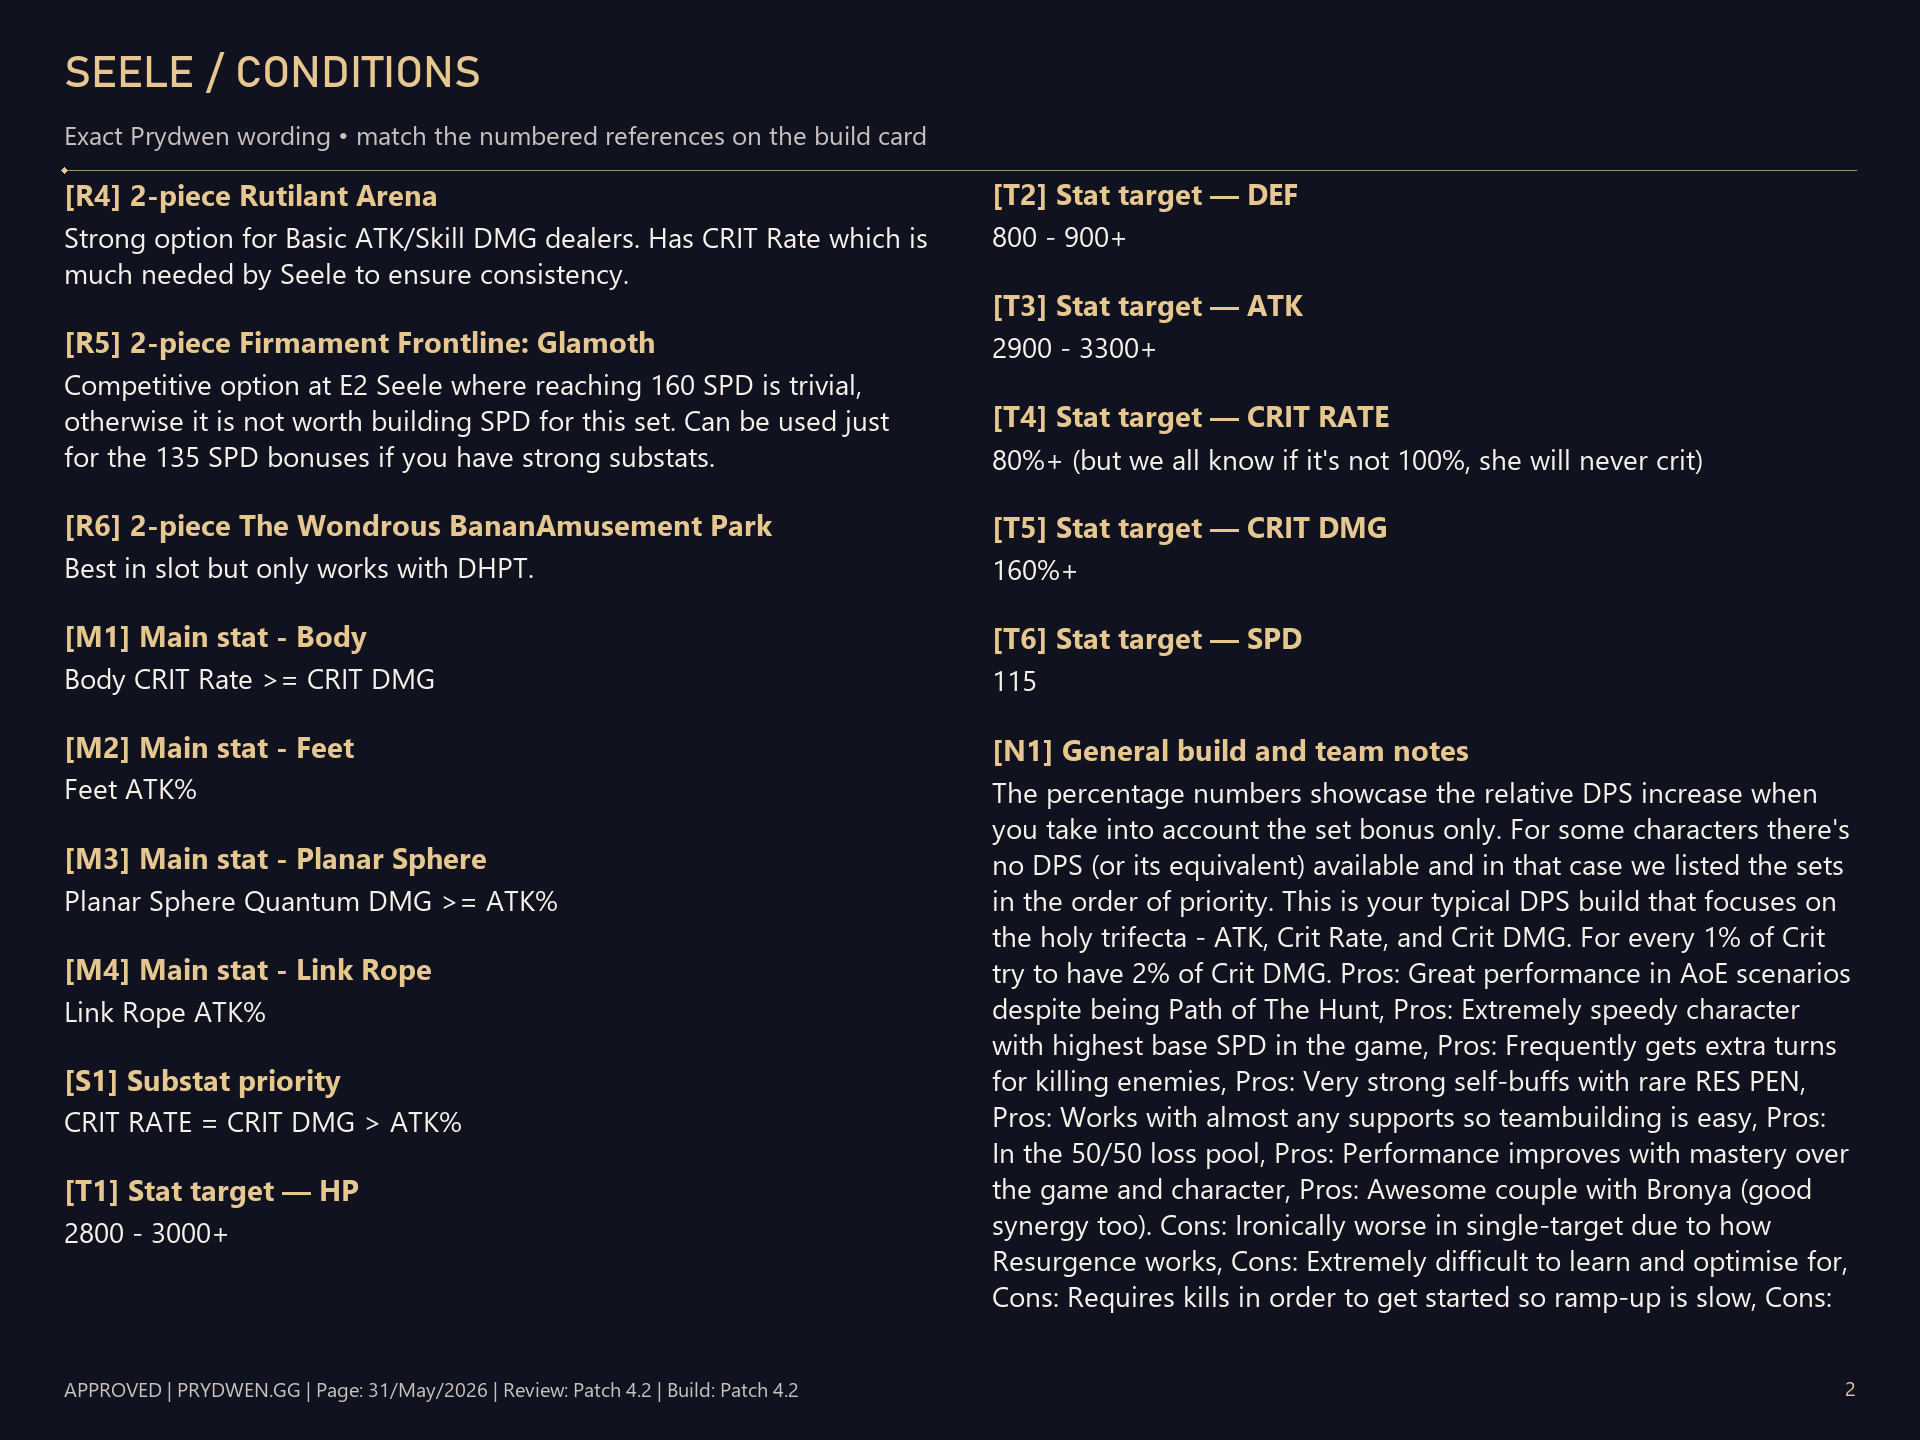 SEELE / CONDITIONS
Exact Prydwen wording • match the numbered references on the build card
[R4] 2-piece Rutilant Arena
Strong option for Basic ATK/Skill DMG dealers. Has CRIT Rate which is
much needed by Seele to ensure consistency.
[R5] 2-piece Firmament Frontline: Glamoth
Competitive option at E2 Seele where reaching 160 SPD is trivial,
otherwise it is not worth building SPD for this set. Can be used just
for the 135 SPD bonuses if you have strong substats.
[R6] 2-piece The Wondrous BananAmusement Park
Best in slot but only works with DHPT.
[M1] Main stat - Body
Body CRIT Rate >= CRIT DMG
[M2] Main stat - Feet
Feet ATK%
[M3] Main stat - Planar Sphere
Planar Sphere Quantum DMG >= ATK%
[M4] Main stat - Link Rope
Link Rope ATK%
[S1] Substat priority
CRIT RATE = CRIT DMG > ATK%
[T1] Stat target — HP
2800 - 3000+
[T2] Stat target — DEF
800 - 900+
[T3] Stat target — ATK
2900 - 3300+
[T4] Stat target — CRIT RATE
80%+ (but we all know if it's not 100%, she will never crit)
[T5] Stat target — CRIT DMG
160%+
[T6] Stat target — SPD
115
[N1] General build and team notes
The percentage numbers showcase the relative DPS increase when
you take into account the set bonus only. For some characters there's
no DPS (or its equivalent) available and in that case we listed the sets
in the order of priority. This is your typical DPS build that focuses on
the holy trifecta - ATK, Crit Rate, and Crit DMG. For every 1% of Crit
try to have 2% of Crit DMG. Pros: Great performance in AoE scenarios
despite being Path of The Hunt, Pros: Extremely speedy character
with highest base SPD in the game, Pros: Frequently gets extra turns
for killing enemies, Pros: Very strong self-buffs with rare RES PEN,
Pros: Works with almost any supports so teambuilding is easy, Pros:
In the 50/50 loss pool, Pros: Performance improves with mastery over
the game and character, Pros: Awesome couple with Bronya (good
synergy too). Cons: Ironically worse in single-target due to how
Resurgence works, Cons: Extremely difficult to learn and optimise for,
Cons: Requires kills in order to get started so ramp-up is slow, Cons:
APPROVED | PRYDWEN.GG | Page: 31/May/2026 | Review: Patch 4.2 | Build: Patch 4.2
2